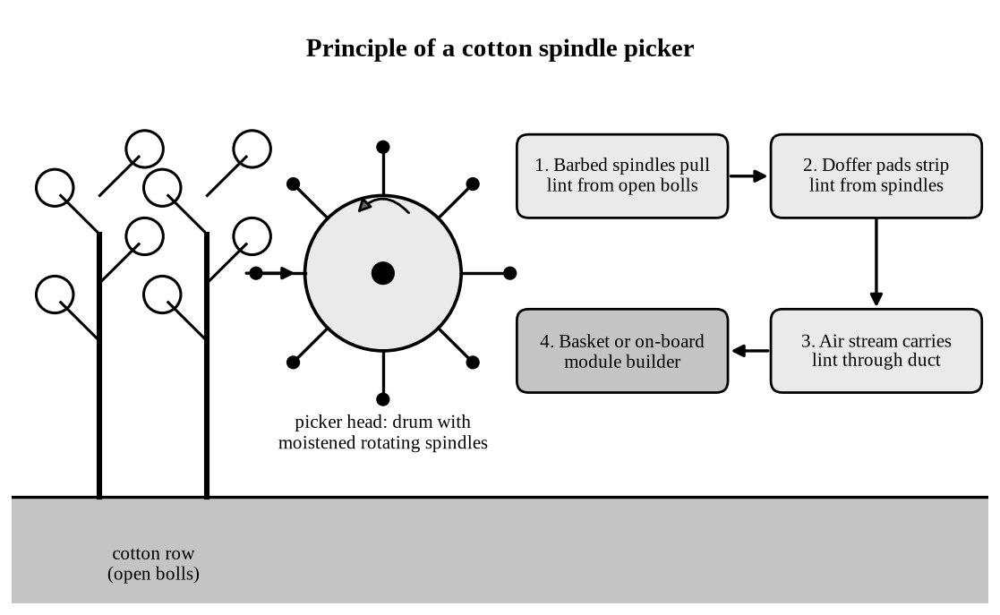 Principle of a cotton spindle picker
1. Barbed spindles pull
lint from open bolls
2. Doffer pads strip
lint from spindles
3. Air stream carries
lint through duct
4. Basket or on-board
module builder
picker head: drum with
moistened rotating spindles
cotton row
(open bolls)